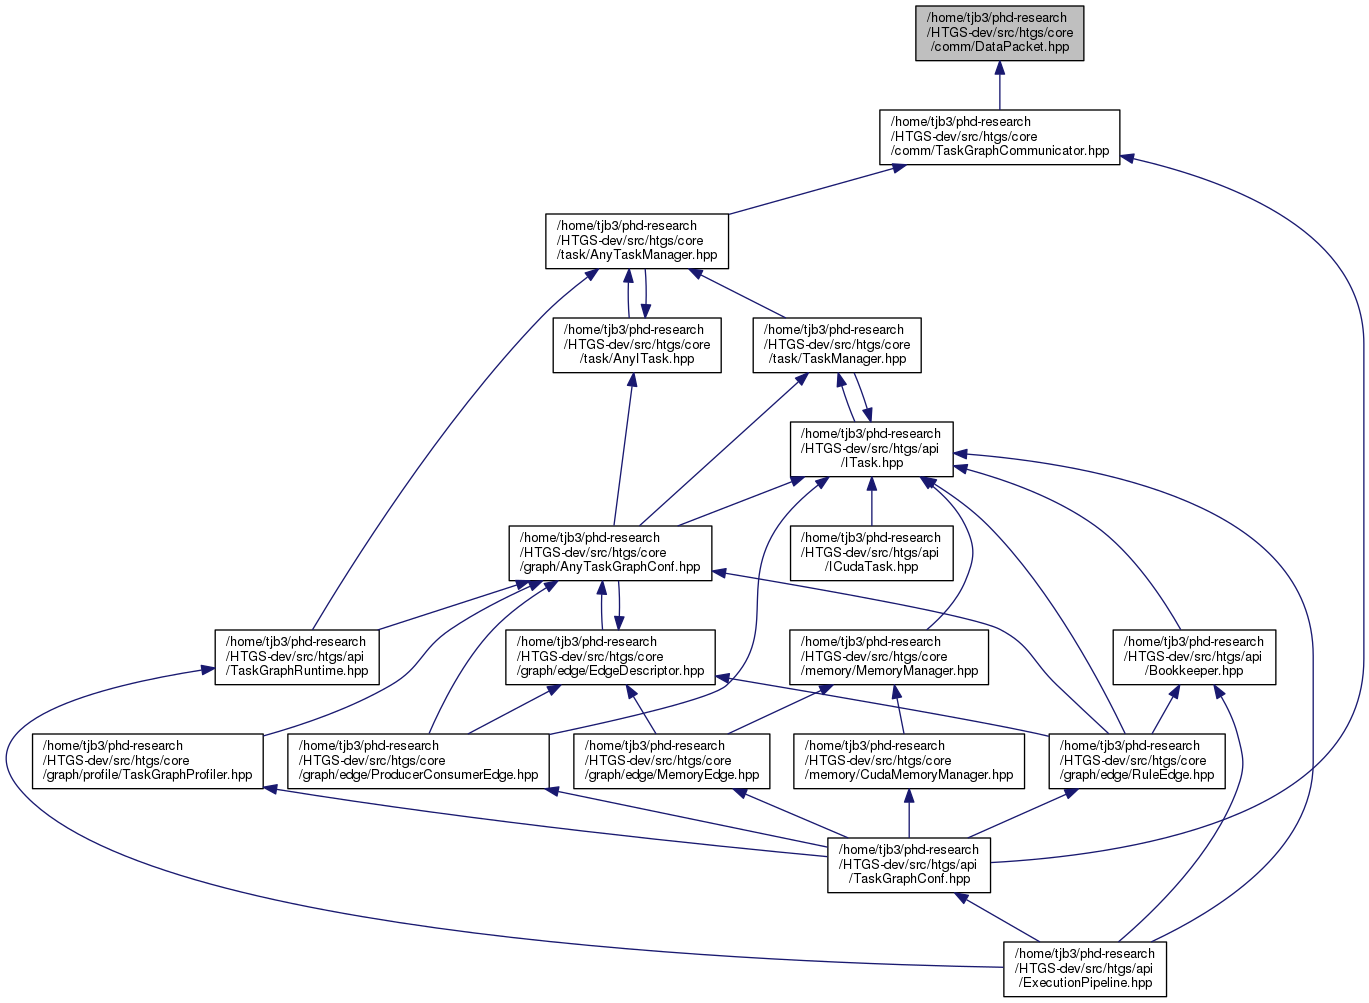 /home/tjb3/phd-research
/HTGS-dev/src/htgs/core
/comm/DataPacket.hpp
/home/tjb3/phd-research
/HTGS-dev/src/htgs/core
/comm/TaskGraphCommunicator.hpp
/home/tjb3/phd-research
/HTGS-dev/src/htgs/core
/task/AnyTaskManager.hpp
/home/tjb3/phd-research
/HTGS-dev/src/htgs/core
/task/AnyITask.hpp
/home/tjb3/phd-research
/HTGS-dev/src/htgs/core
/task/TaskManager.hpp
/home/tjb3/phd-research
/HTGS-dev/src/htgs/api
/ITask.hpp
/home/tjb3/phd-research
/HTGS-dev/src/htgs/core
/graph/AnyTaskGraphConf.hpp
/home/tjb3/phd-research
/HTGS-dev/src/htgs/api
/ICudaTask.hpp
/home/tjb3/phd-research
/HTGS-dev/src/htgs/api
/TaskGraphRuntime.hpp
/home/tjb3/phd-research
/HTGS-dev/src/htgs/core
/graph/edge/EdgeDescriptor.hpp
/home/tjb3/phd-research
/HTGS-dev/src/htgs/core
/memory/MemoryManager.hpp
/home/tjb3/phd-research
/HTGS-dev/src/htgs/api
/Bookkeeper.hpp
/home/tjb3/phd-research
/HTGS-dev/src/htgs/core
/graph/profile/TaskGraphProfiler.hpp
/home/tjb3/phd-research
/HTGS-dev/src/htgs/core
/graph/edge/ProducerConsumerEdge.hpp
/home/tjb3/phd-research
/HTGS-dev/src/htgs/core
/graph/edge/MemoryEdge.hpp
/home/tjb3/phd-research
/HTGS-dev/src/htgs/core
/memory/CudaMemoryManager.hpp
/home/tjb3/phd-research
/HTGS-dev/src/htgs/core
/graph/edge/RuleEdge.hpp
/home/tjb3/phd-research
/HTGS-dev/src/htgs/api
/TaskGraphConf.hpp
/home/tjb3/phd-research
/HTGS-dev/src/htgs/api
/ExecutionPipeline.hpp